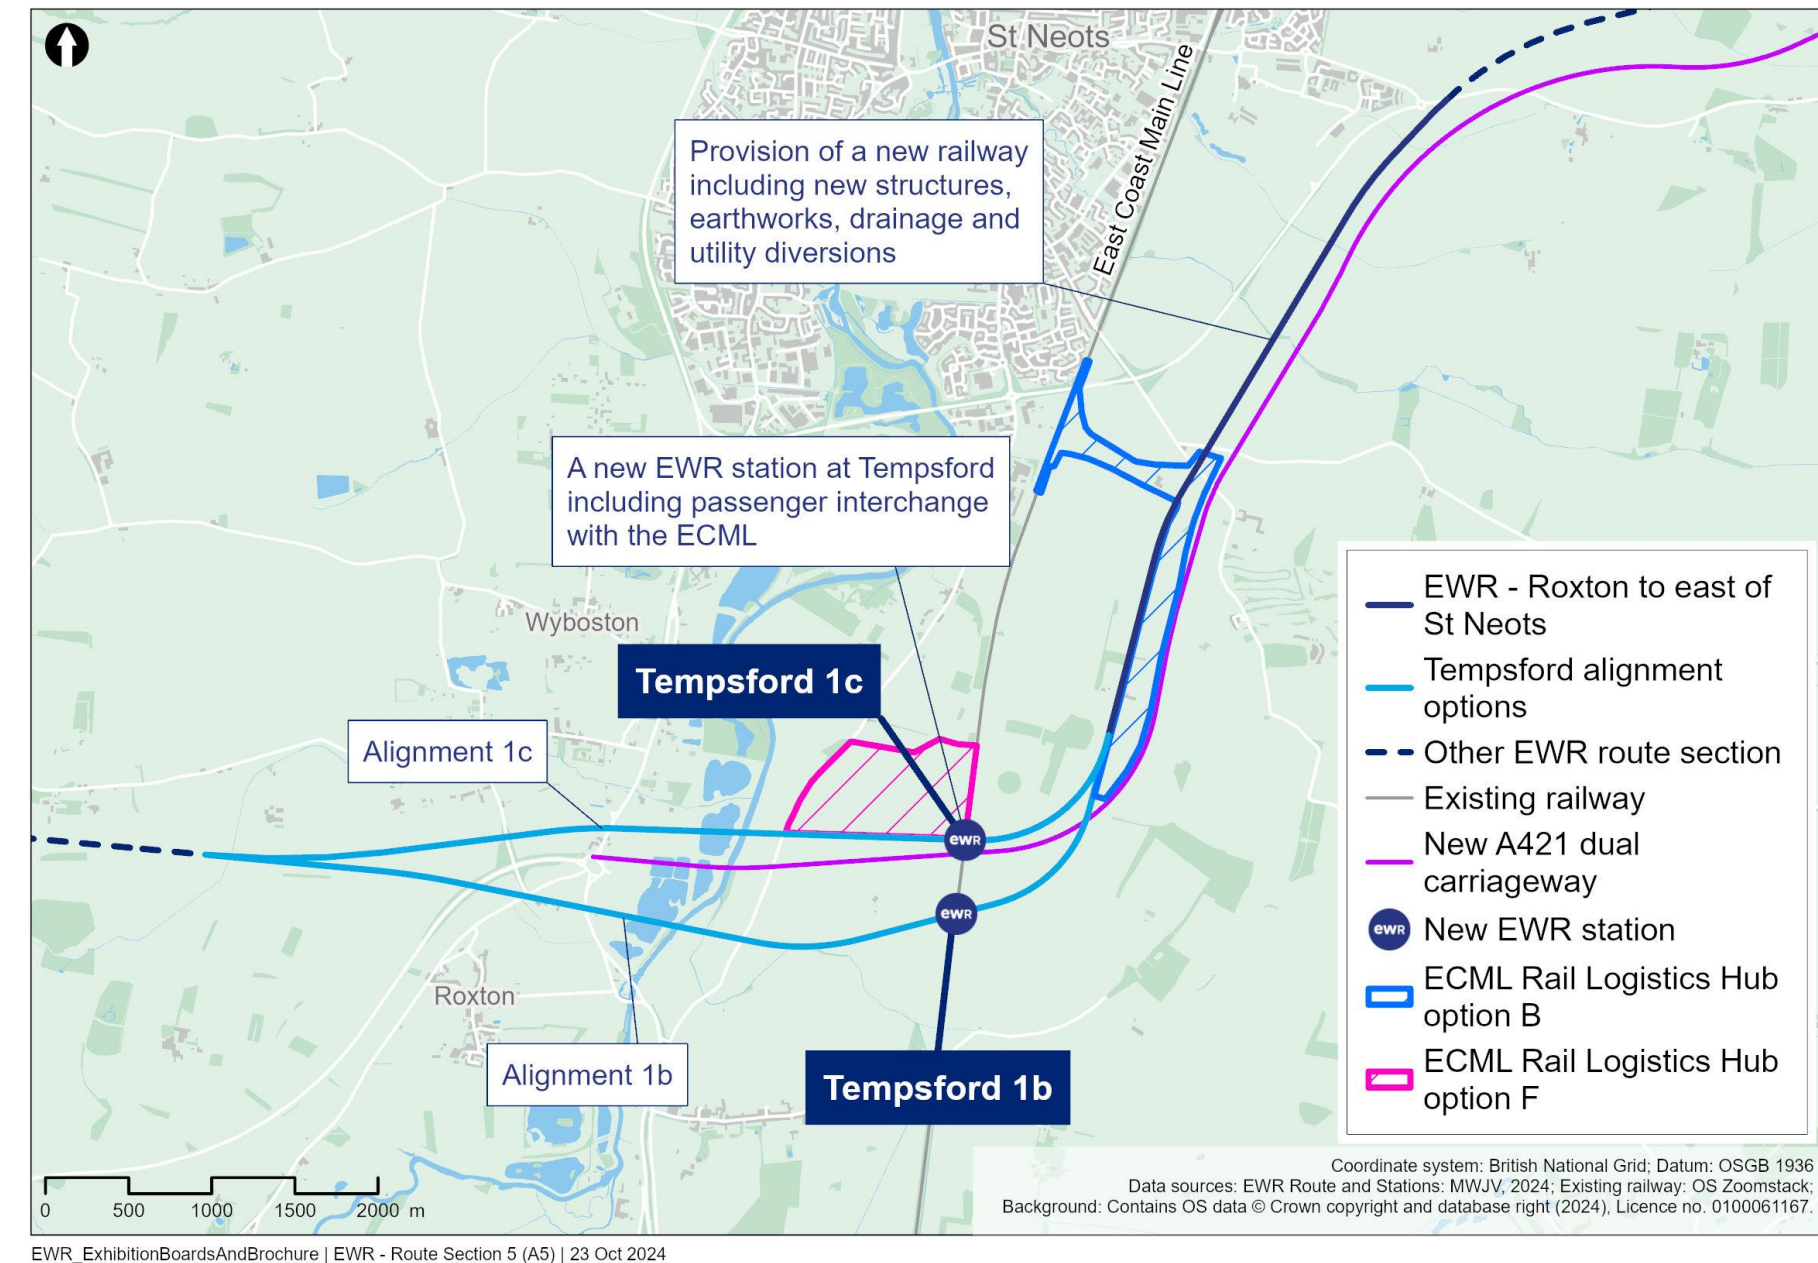 St Neots
East Coast Main Line
Provision of a new railway
including new structures,
earthworks, drainage and
utility diversions
A new EWR station at Tempsford
including passenger interchange
with the ECML
Wyboston
Tempsford 1c
Alignment 1c
ewR
ewR
Roxton
Alignment 1b
Tempsford 1b
EWR - Roxton to east of
St Neots
Tempsford alignment
options
Other EWR route section
Existing railway
New A421 dual
carriageway
ewR
New EWR station
ECML Rail Logistics Hub
option B
ECML Rail Logistics Hub
option F
0 500 1000 1500 2000 m
Coordinate system: British National Grid; Datum: OSGB 1936
Data sources: EWR Route and Stations: MWJV, 2024; Existing railway: OS Zoomstack;
Background: Contains OS data © Crown copyright and database right (2024), Licence no. 0100061167.
EWR_ExhibitionBoardsAndBrochure | EWR - Route Section 5 (A5) | 23 Oct 2024